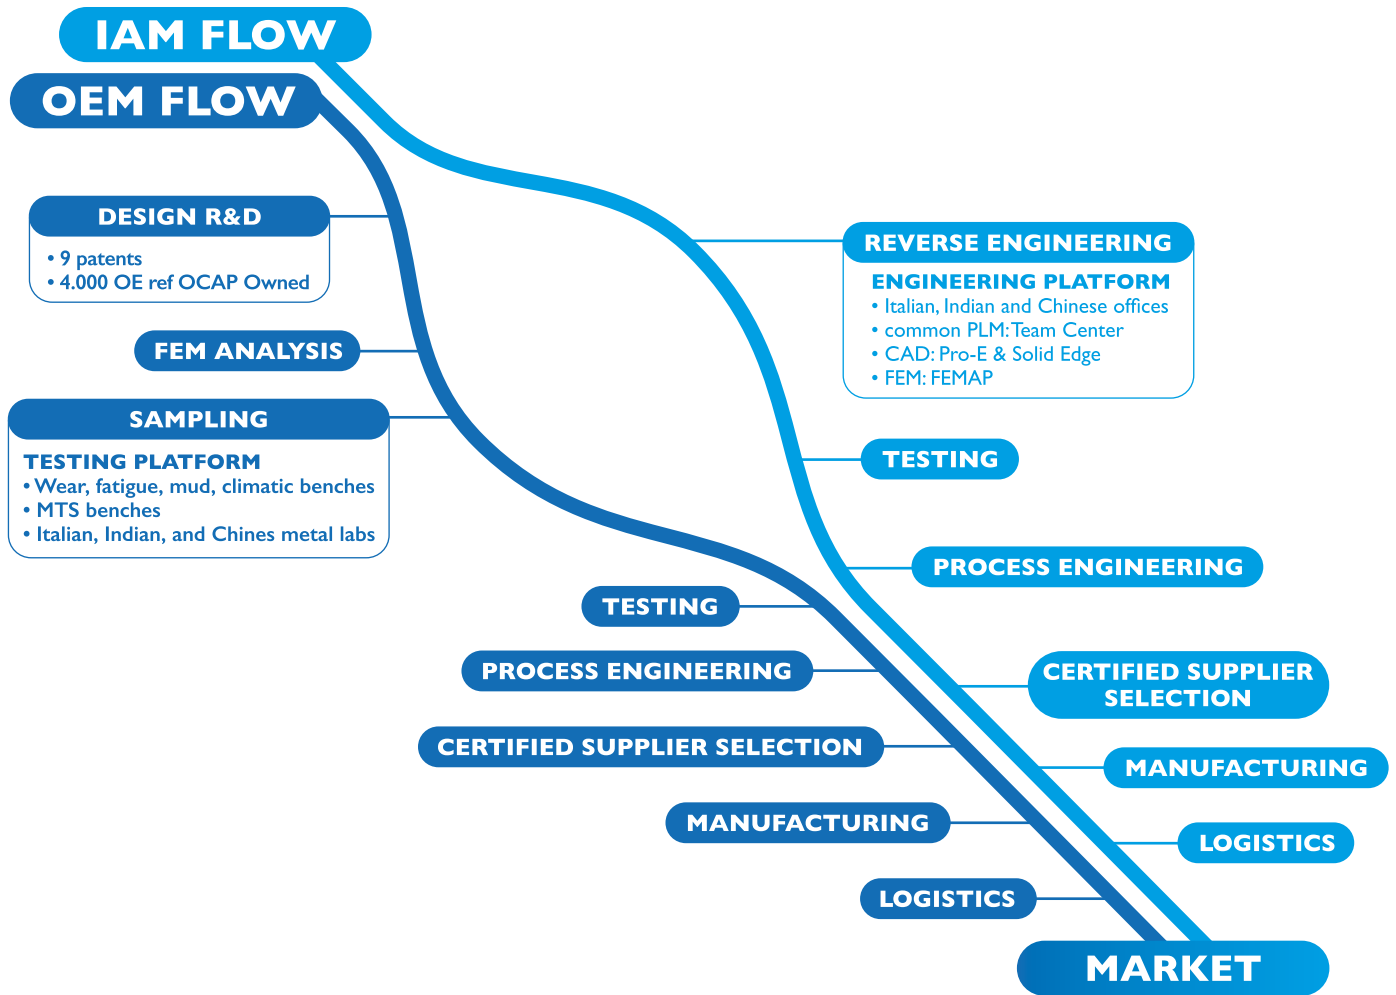 IAM FLOW
OEM FLOW
DESIGN R&D
• 9 patents
• 4.000 OE ref OCAP Owned
FEM ANALYSIS
SAMPLING
TESTING PLATFORM
• Wear, fatigue, mud, climatic benches
• MTS benches
• Italian, Indian, and Chines metal labs
TESTING
PROCESS ENGINEERING
CERTIFIED SUPPLIER SELECTION
MANUFACTURING
LOGISTICS
REVERSE ENGINEERING
ENGINEERING PLATFORM
• Italian, Indian and Chinese offices
• common PLM: Team Center
• CAD: Pro-E & Solid Edge
• FEM: FEMAP
TESTING
PROCESS ENGINEERING
CERTIFIED SUPPLIER
SELECTION
MANUFACTURING
LOGISTICS
MARKET